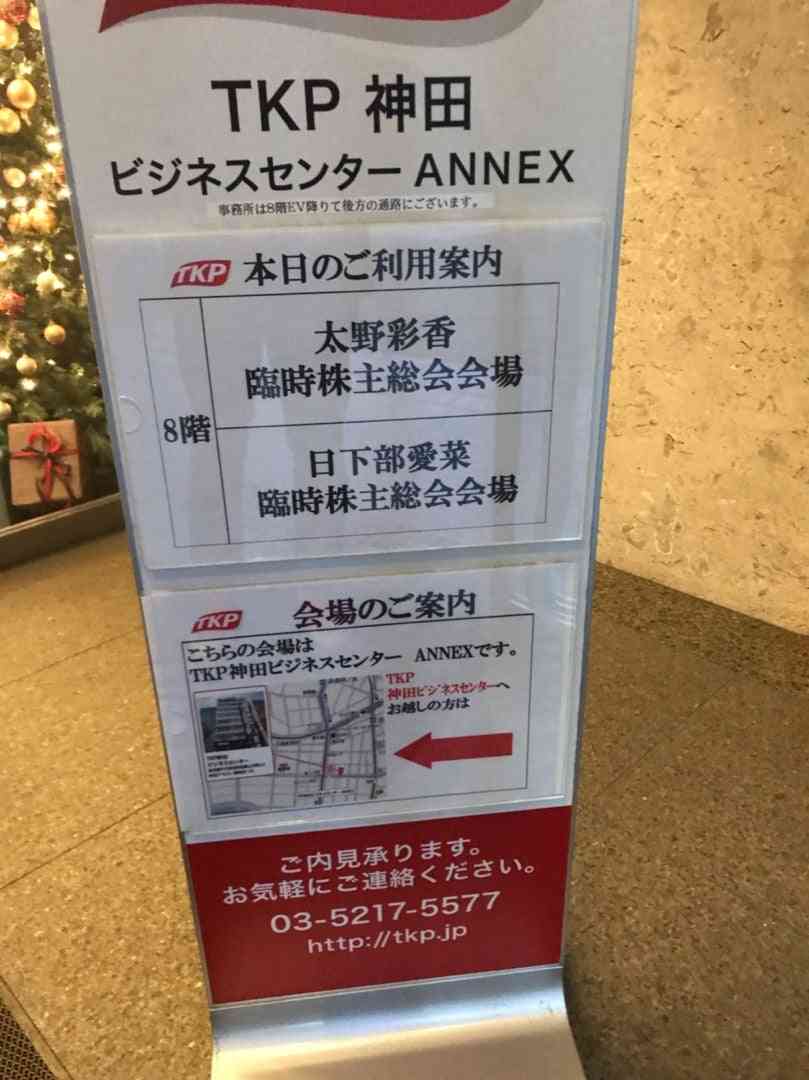 TKP 神田
ビジネスセンター ANNEX
事務所は8階EV降りて後方の通路にございます。
TKP 本日のご利用案内
8階
太野彩香
臨時株主総会会場
日下部愛菜
臨時株主総会会場
TKP 会場のご案内
こちらの会場は
TKP神田ビジネスセンター ANNEXです。
TKP
神田ビジネスセンターへ
お越しの方は
ご内見承ります。
お気軽にご連絡ください。
03-5217-5577
http://tkp.jp